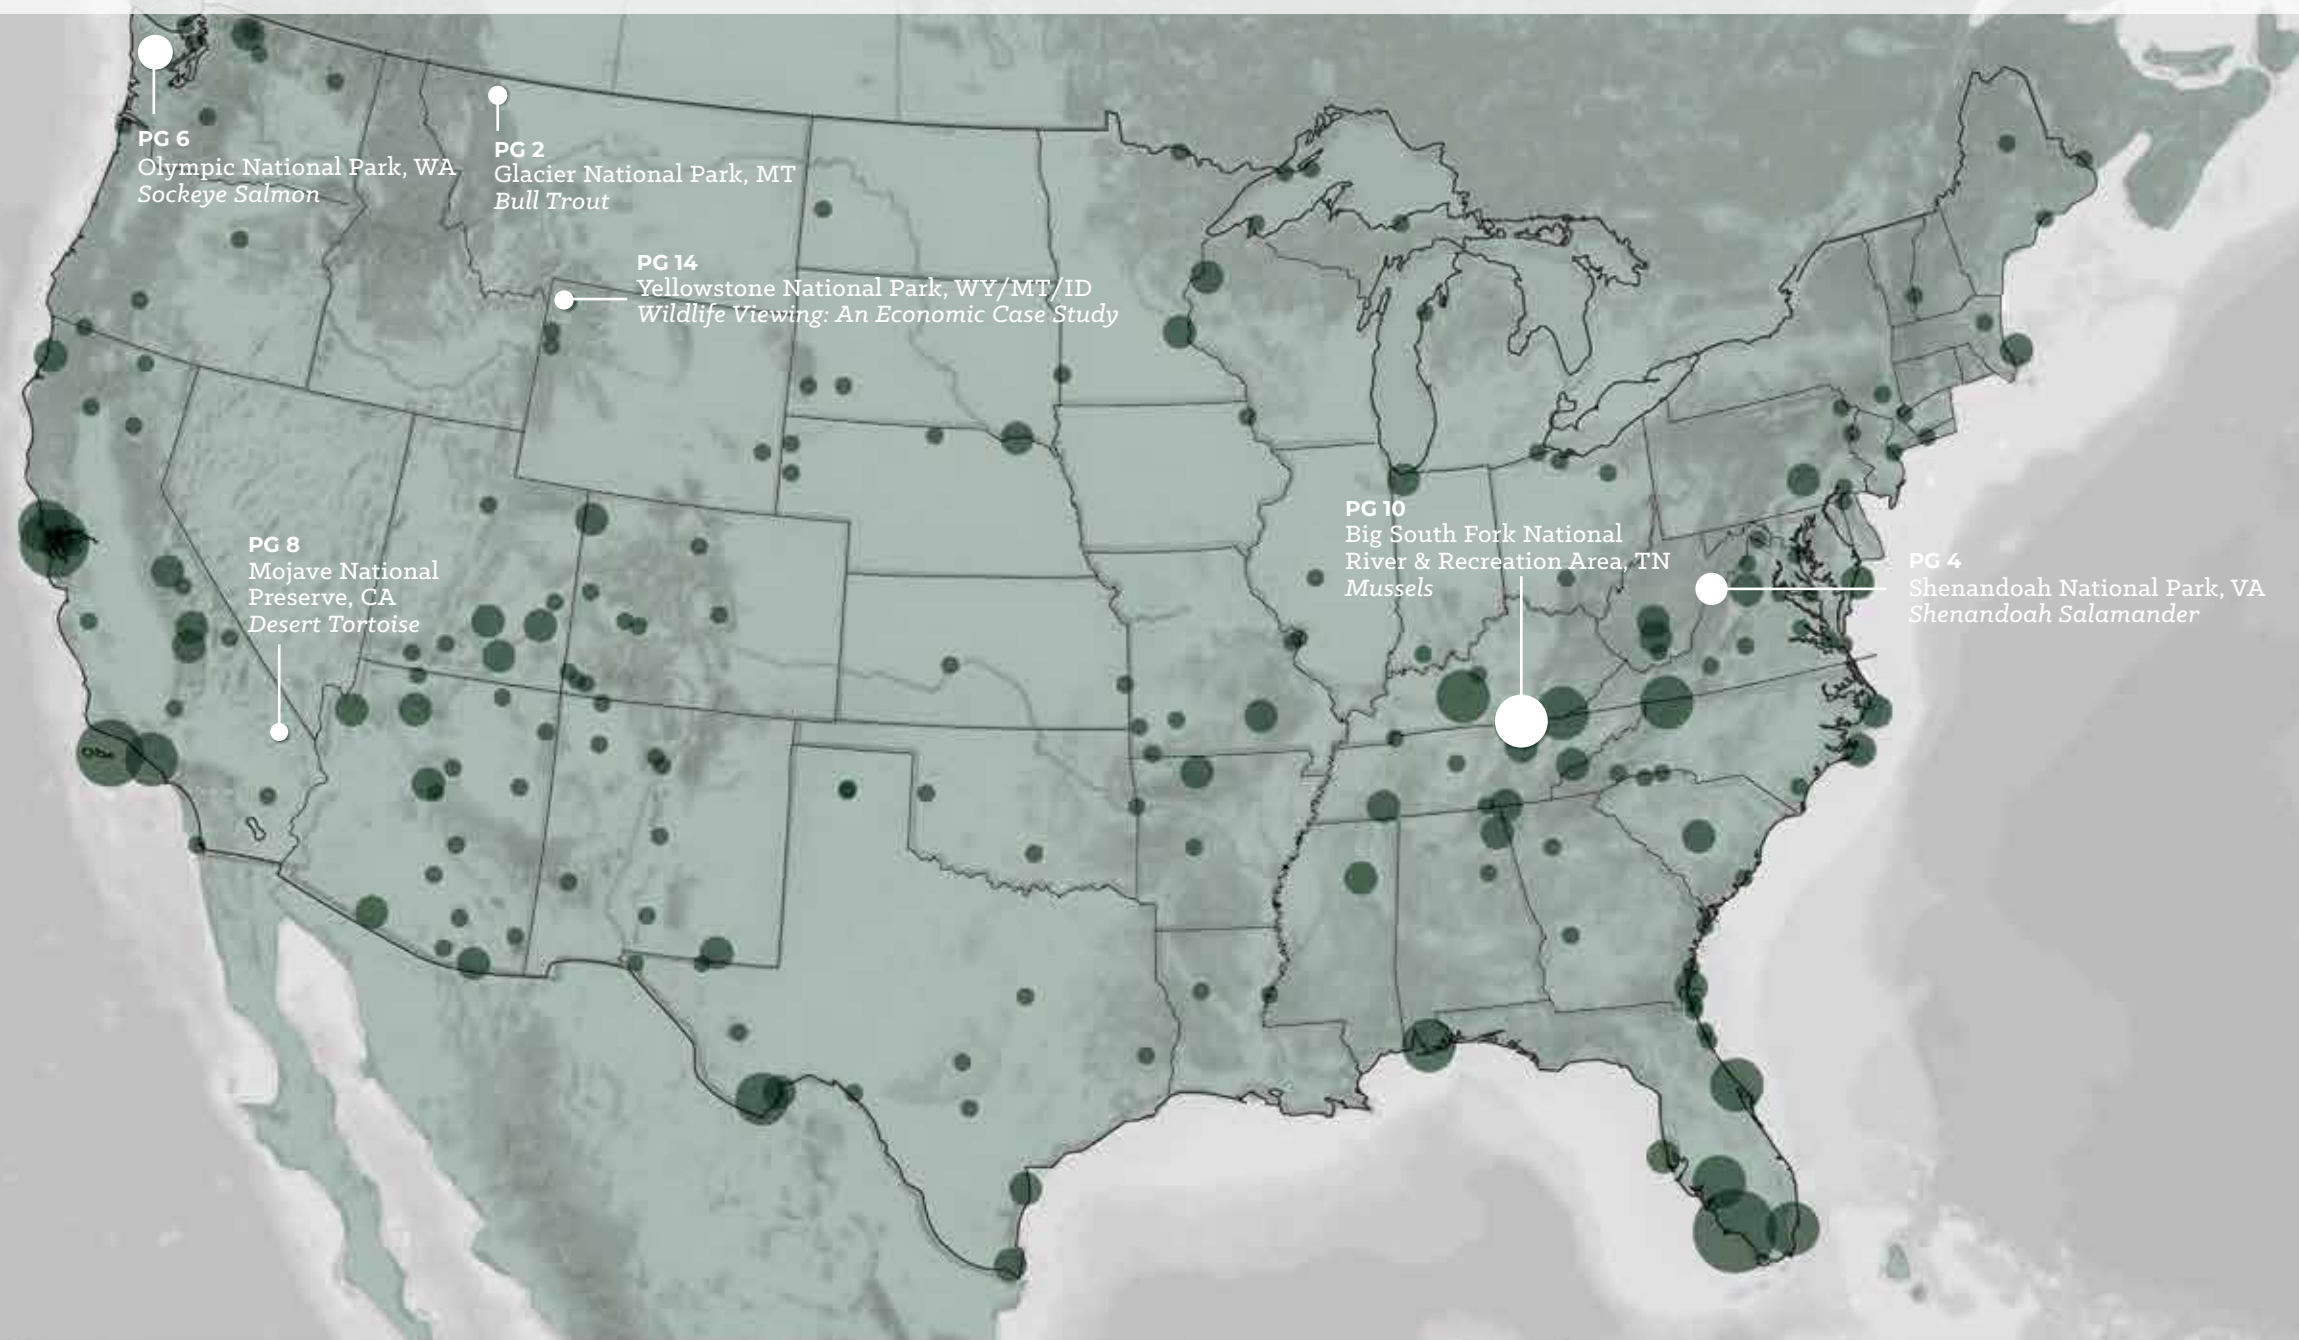 PG 6
Olympic National Park, WA
Sockeye Salmon
PG 2
Glacier National Park, MT
Bull Trout
PG 14
Yellowstone National Park, WY/MT/ID
Wildlife Viewing: An Economic Case Study
PG 8
Mojave National
Preserve, CA
Desert Tortoise
PG 10
Big South Fork National
River & Recreation Area, TN
Mussels
PG 4
Shenandoah National Park, VA
Shenandoah Salamander